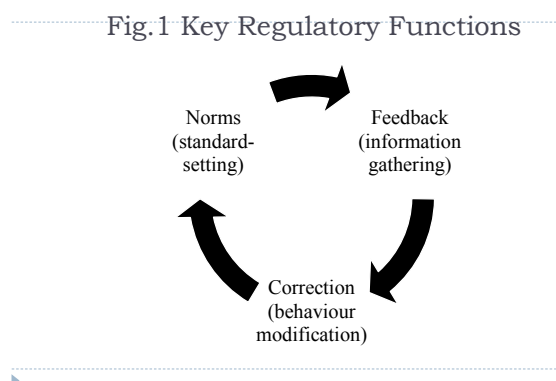 Fig.1 Key Regulatory Functions
Norms
(standard-
setting)
Feedback
(information
gathering)
Correction
(behaviour
modification)